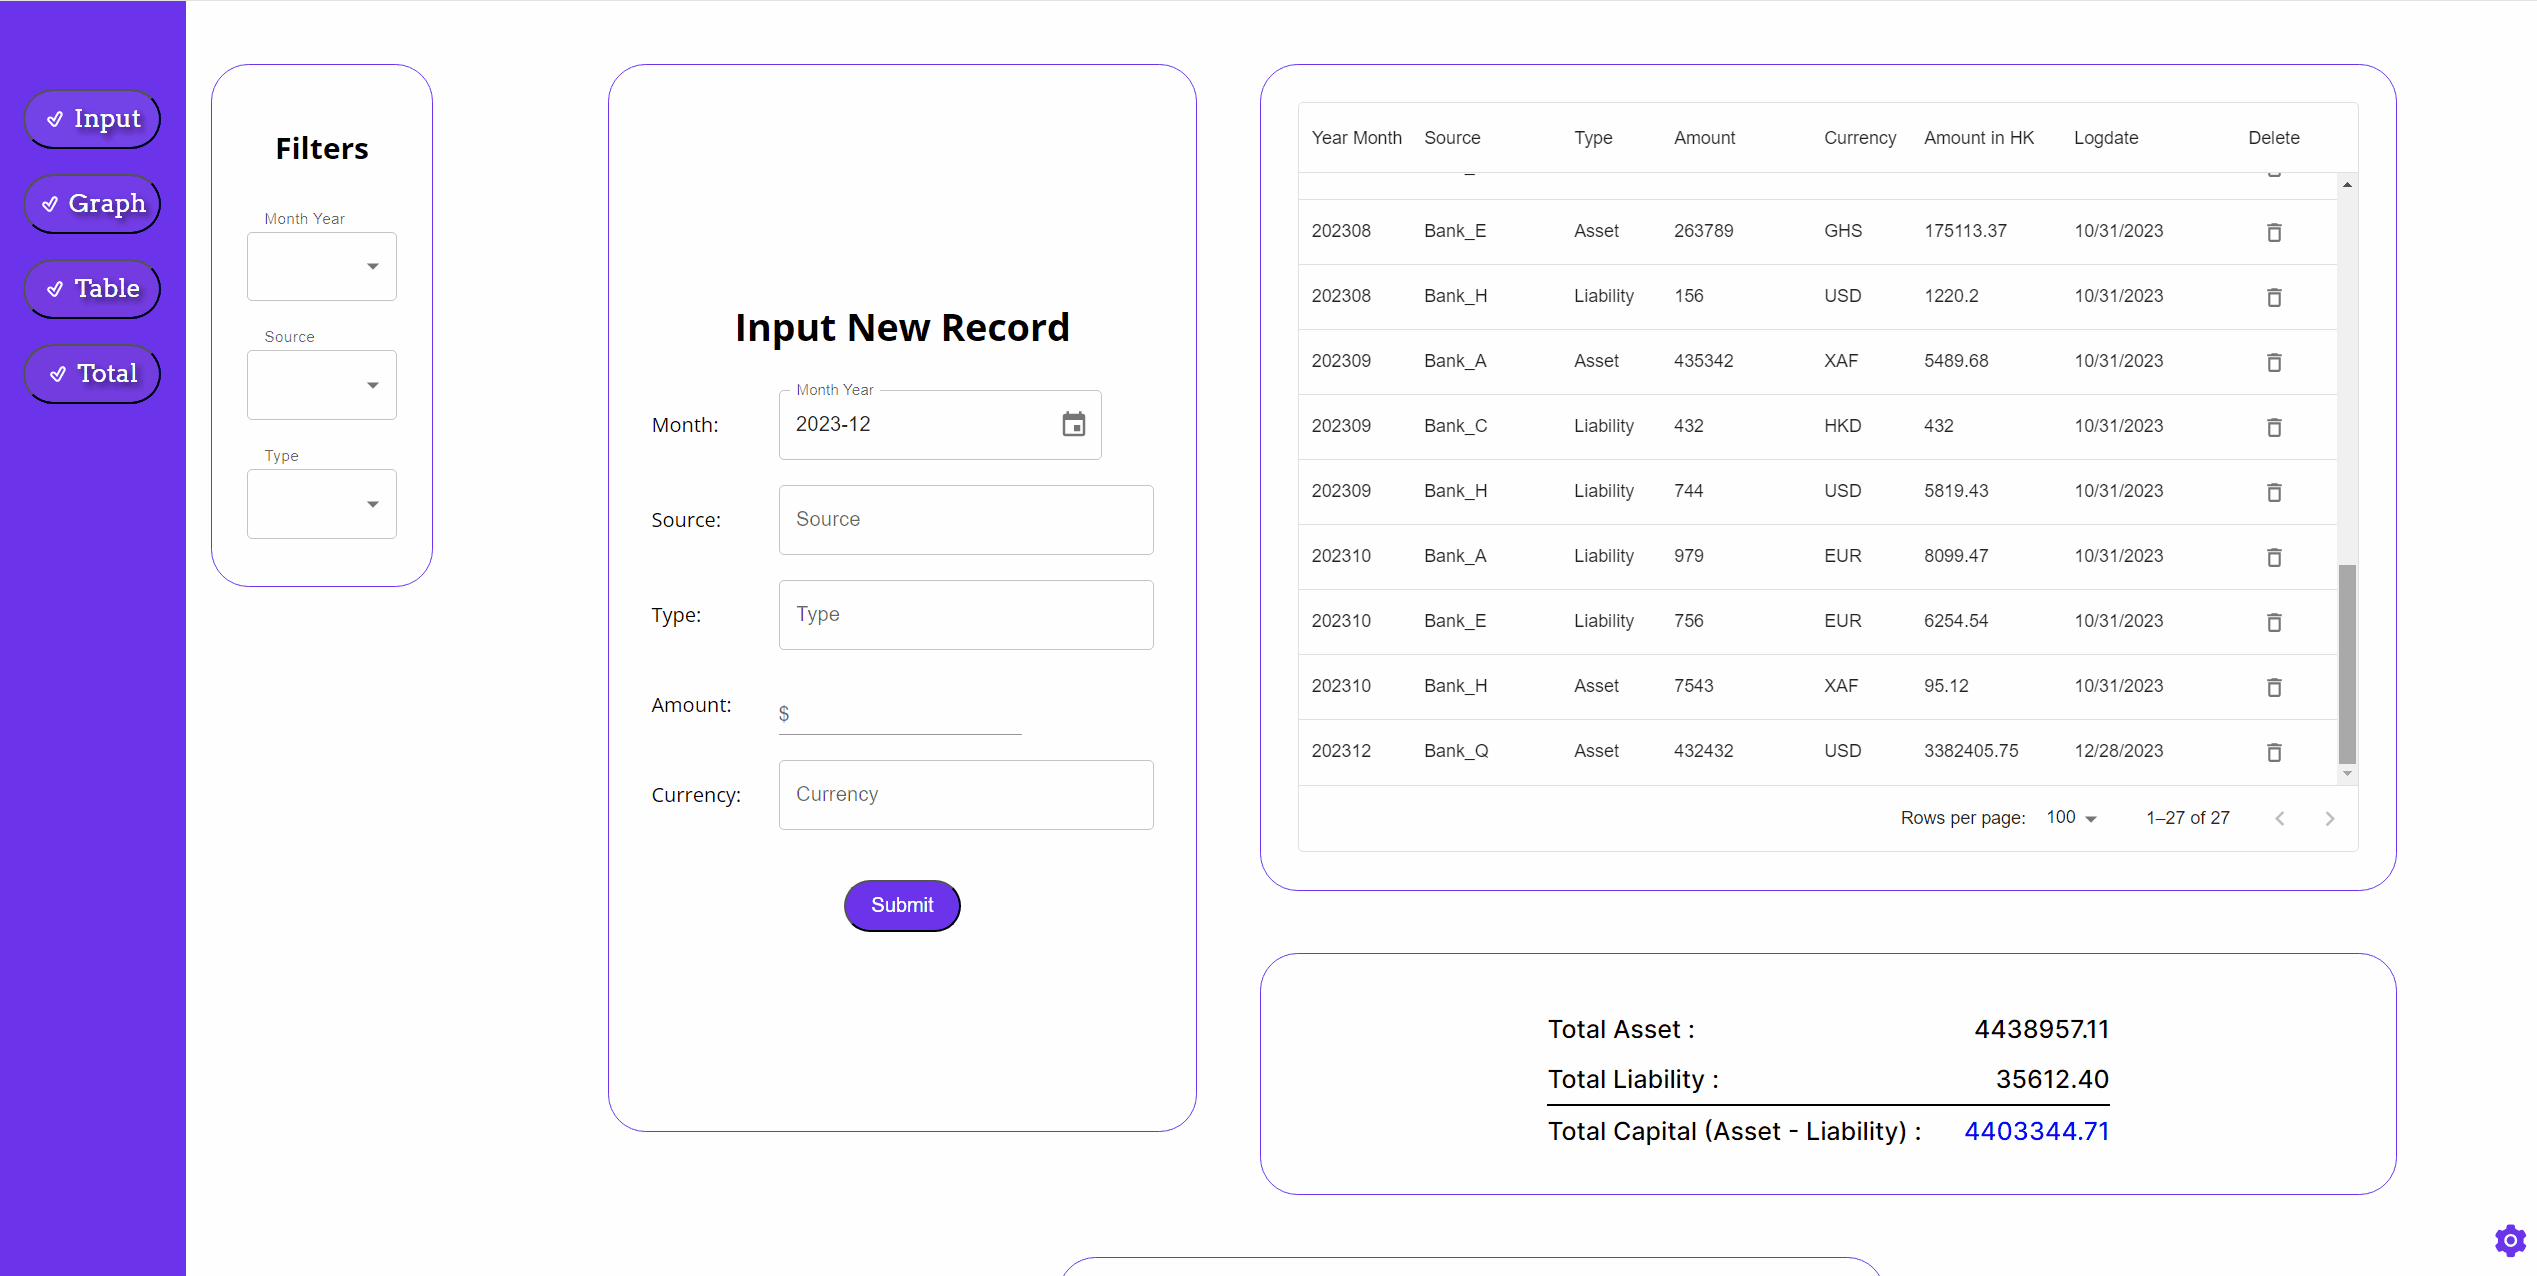 Input
Graph
Table
Total
Filters
Month Year
Source
Type
Input New Record
Month: Month Year 2023-12
Source: Source
Type: Type
Amount: $
Currency: Currency
Submit
Year Month Source Type Amount Currency Amount in HK Logdate Delete
202308 Bank_E Asset 263789 GHS 175113.37 10/31/2023
202308 Bank_H Liability 156 USD 1220.2 10/31/2023
202309 Bank_A Asset 435342 XAF 5489.68 10/31/2023
202309 Bank_C Liability 432 HKD 432 10/31/2023
202309 Bank_H Liability 744 USD 5819.43 10/31/2023
202310 Bank_A Liability 979 EUR 8099.47 10/31/2023
202310 Bank_E Liability 756 EUR 6254.54 10/31/2023
202310 Bank_H Asset 7543 XAF 95.12 10/31/2023
202312 Bank_Q Asset 432432 USD 3382405.75 12/28/2023
Rows per page: 100 1–27 of 27
Total Asset : 4438957.11
Total Liability : 35612.40
Total Capital (Asset - Liability) : 4403344.71